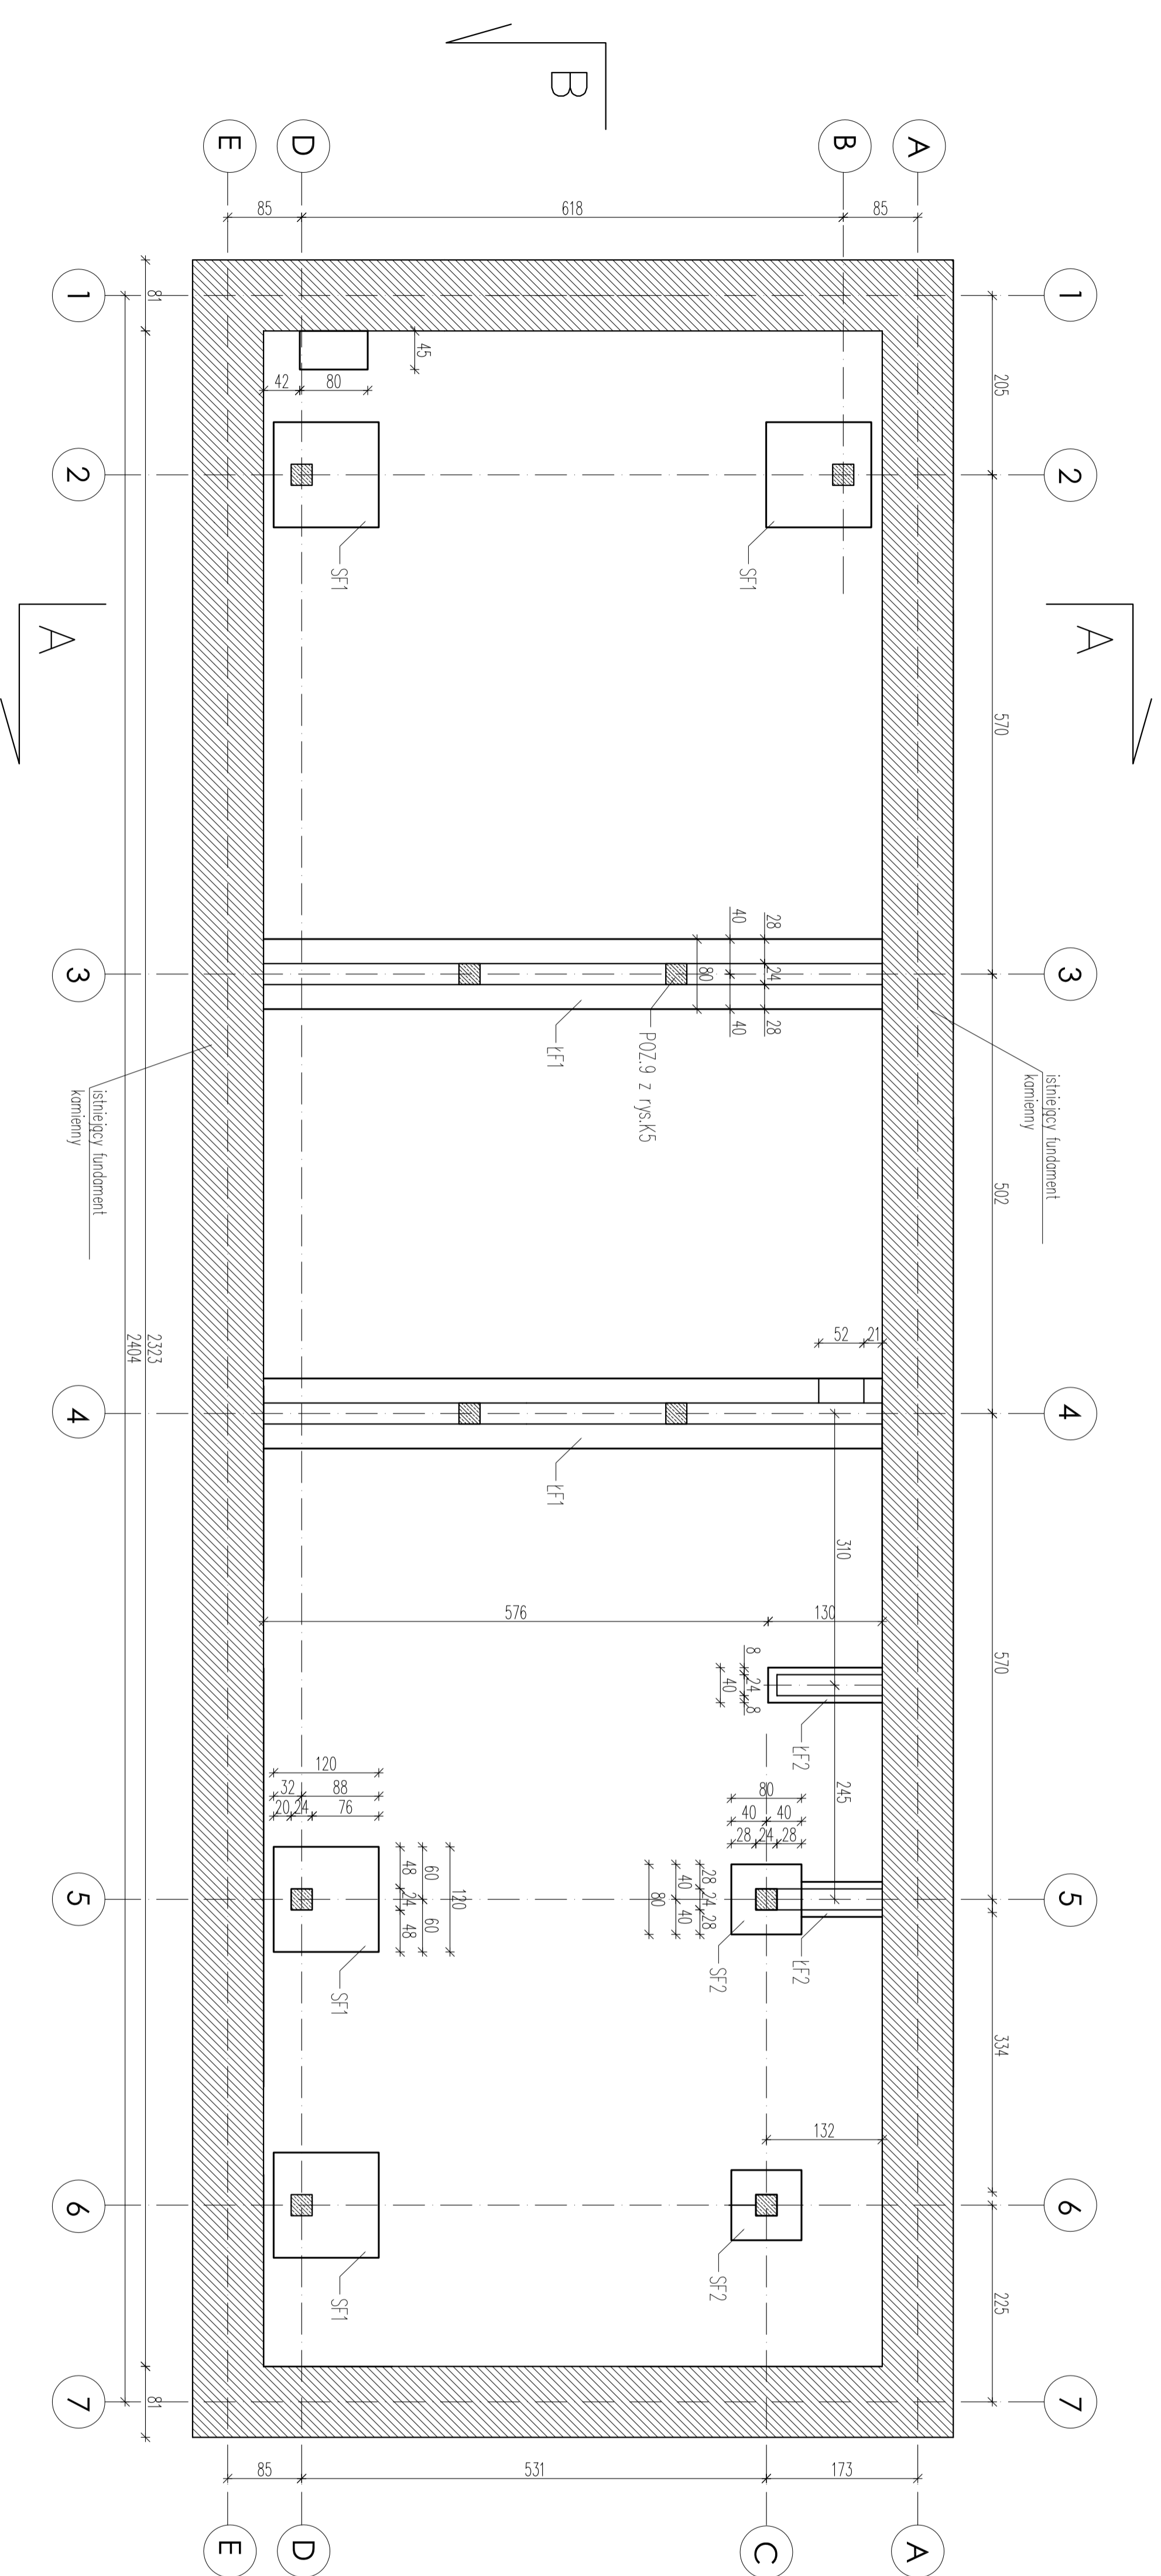 B
E
D
B
A
85
618
85
1
81
1
205
45
42
80
2
2
SF1
SF1
A
A
570
40
28
3
80
24
3
40
28
ŁF1
POZ.9 z rys.K5
istniejący fundament
kamienny
istniejący fundament
kamienny
502
2323
2404
52
21
4
4
ŁF1
310
576
130
570
8
24
8
40
ŁF2
245
120
32
88
20
24
76
80
40
40
28
24
28
48
24
48
60
60
120
28
24
28
40
40
80
5
5
SF1
SF2
ŁF2
334
132
6
6
SF1
SF2
225
7
81
7
85
531
173
E
D
C
A